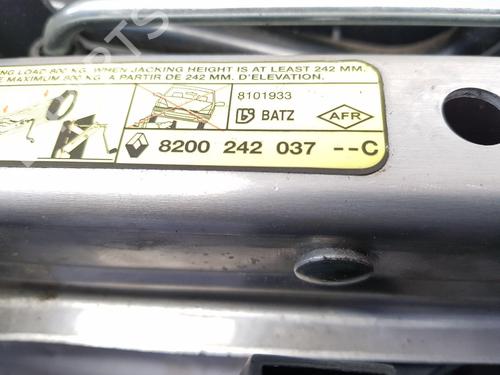 NG LOAD 800 KG. WHEN JACKING HEIGHT IS AT LEAST 242 MM.
E MAXIMUM 800 KG. A PARTIR DE 242 MM. D'ELEVATION.
8101933
BATZ AFR
8200 242 037 --C